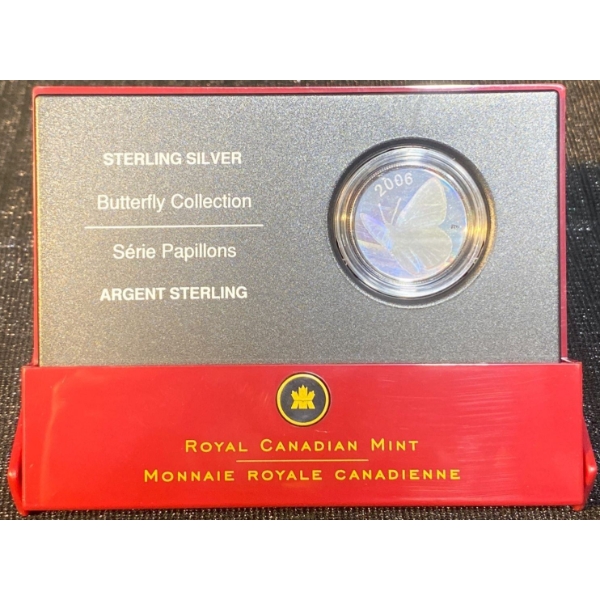 STERLING SILVER
Butterfly Collection
Série Papillons
ARGENT STERLING
2006
ROYAL CANADIAN MINT
MONNAIE ROYALE CANADIENNE